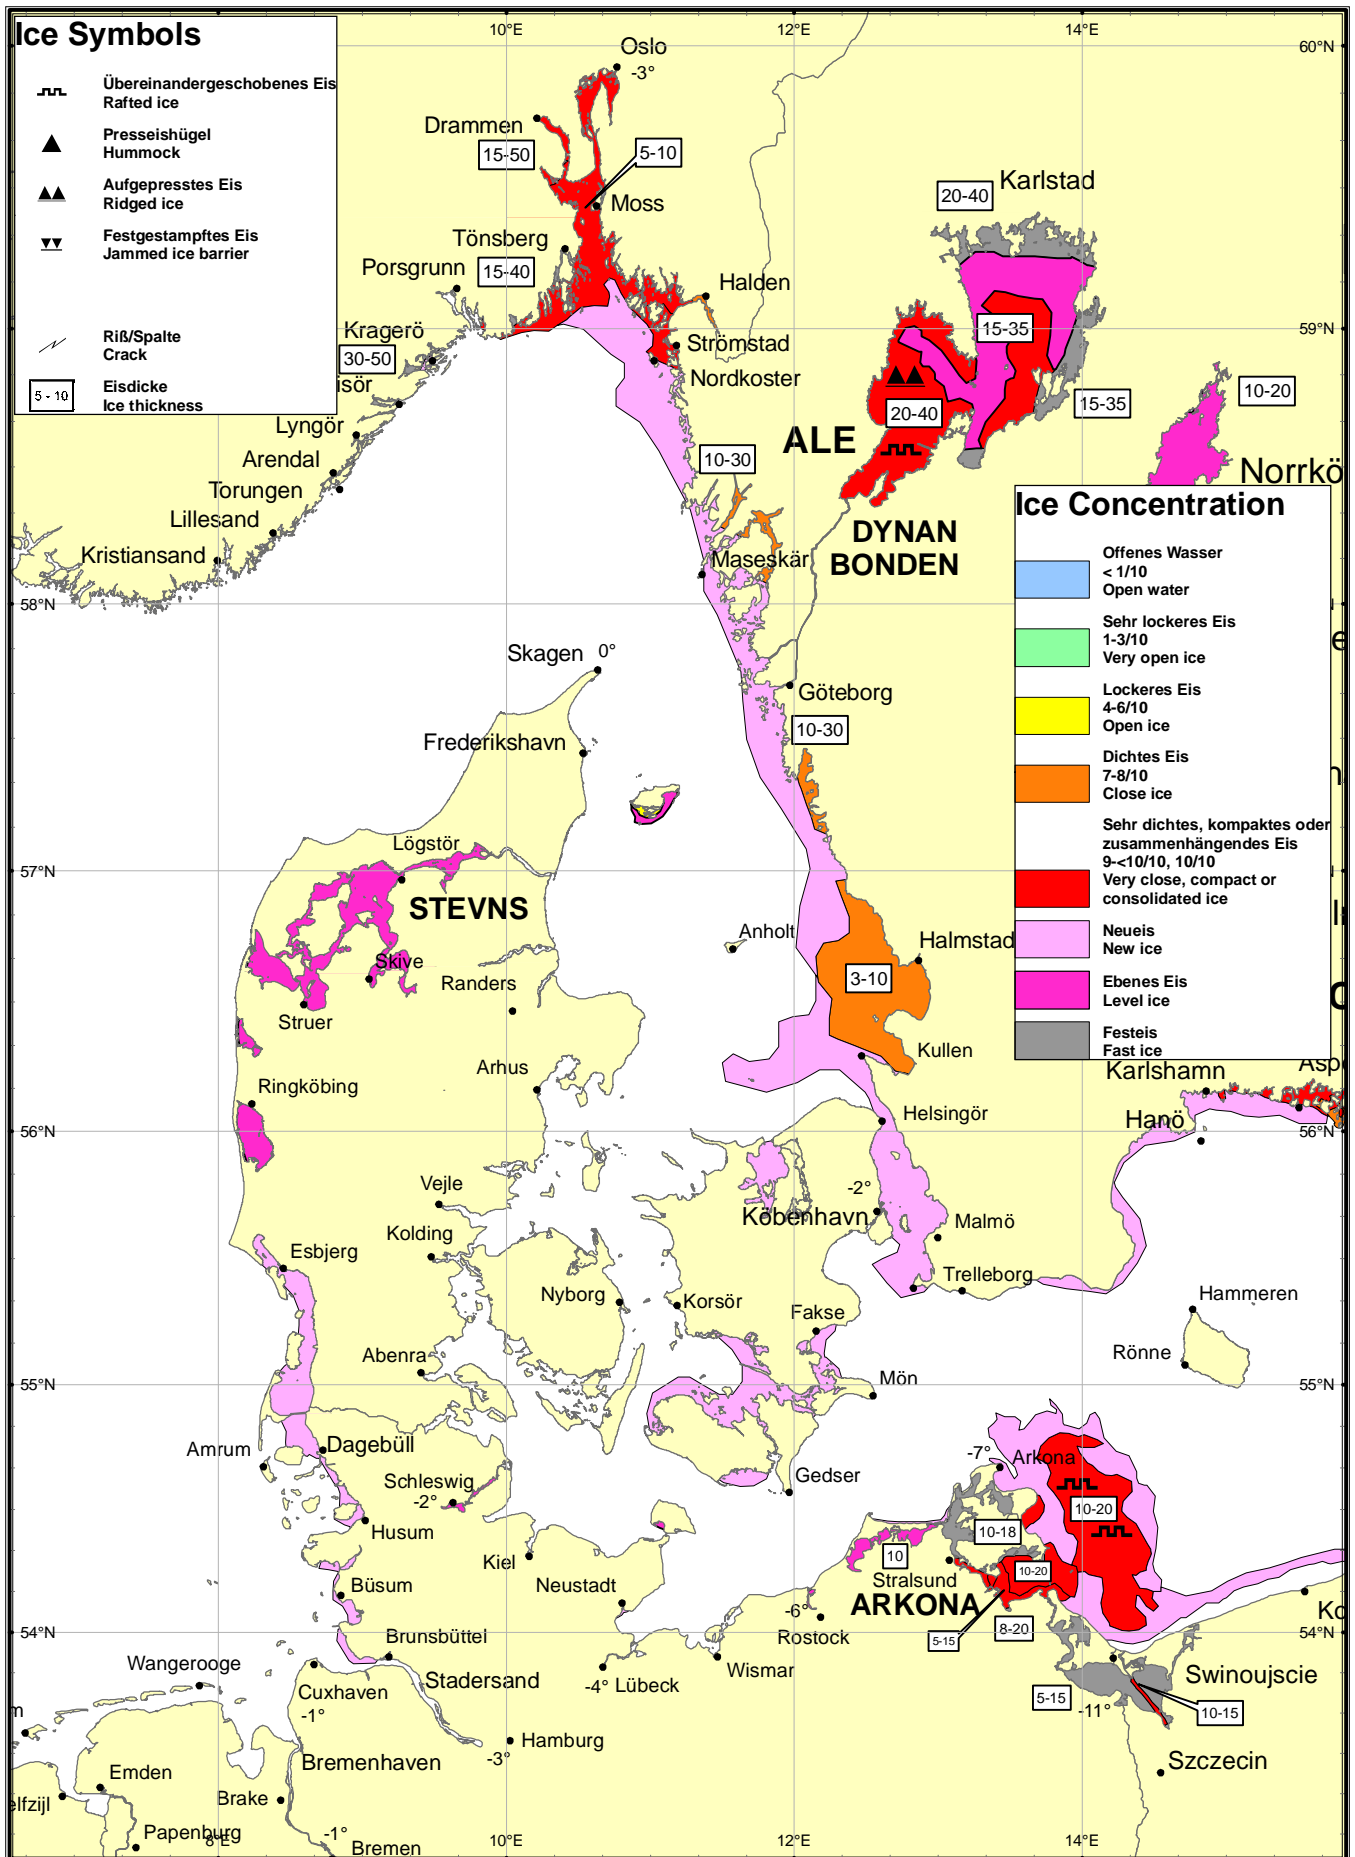 Ice Symbols
Übereinandergeschobenes Eis
Rafted ice
Presseishügel
Hummock
Aufgepresstes Eis
Ridged ice
Festgestampftes Eis
Jammed ice barrier
Riß/Spalte
Crack
5 - 10
Eisdicke
Ice thickness
10°E
12°E
14°E
60°N
Oslo
-3°
Drammen
15-50
5-10
Moss
Karlstad
20-40
Tönsberg
15-40
Porsgrunn
Halden
Kragerö
30-50
isör
Strömstad
Nordkoster
15-35
59°N
20-40
15-35
10-20
Lyngör
Arendal
Torungen
Lillesand
Kristiansand
ALE
10-30
Norrkö
DYNAN
BONDEN
Maseskär
Ice Concentration
Offenes Wasser
< 1/10
Open water
Sehr lockeres Eis
1-3/10
Very open ice
Lockeres Eis
4-6/10
Open ice
Dichtes Eis
7-8/10
Close ice
Sehr dichtes, kompaktes oder
zusammenhängendes Eis
9-<10/10, 10/10
Very close, compact or
consolidated ice
Neueis
New ice
Ebenes Eis
Level ice
Festeis
Fast ice
58°N
58°N
Skagen 0°
Göteborg
10-30
Frederikshavn
Lögstör
57°N
STEVNS
Anholt
Halmstad
Skive
Randers
3-10
Struer
Kullen
Arhus
Karlshamn
Aspö
Ringköbing
Helsingör
Hanö
56°N
56°N
Vejle
-2°
Köbenhavn
Malmö
Kolding
Esbjerg
Trelleborg
Nyborg
Korsör
Fakse
Hammeren
Abenra
Rönne
Mön
55°N
55°N
Amrum
Dagebüll
-7°
Arkona
Schleswig
-2°
Gedser
10-20
Husum
10-18
10
Kiel
10-20
Büsum
Neustadt
Stralsund
ARKONA
-6°
Rostock
5-15
8-20
54°N
54°N
Brunsbüttel
Wangerooge
Stadersand
Wismar
Swinoujscie
Cuxhaven
-4° Lübeck
-1°
5-15
-11°
10-15
Hamburg
-3°
Bremenhaven
Szczecin
Emden
elfzijl
Brake
-1°
Papenburg
Bremen
8°E
10°E
12°E
14°E